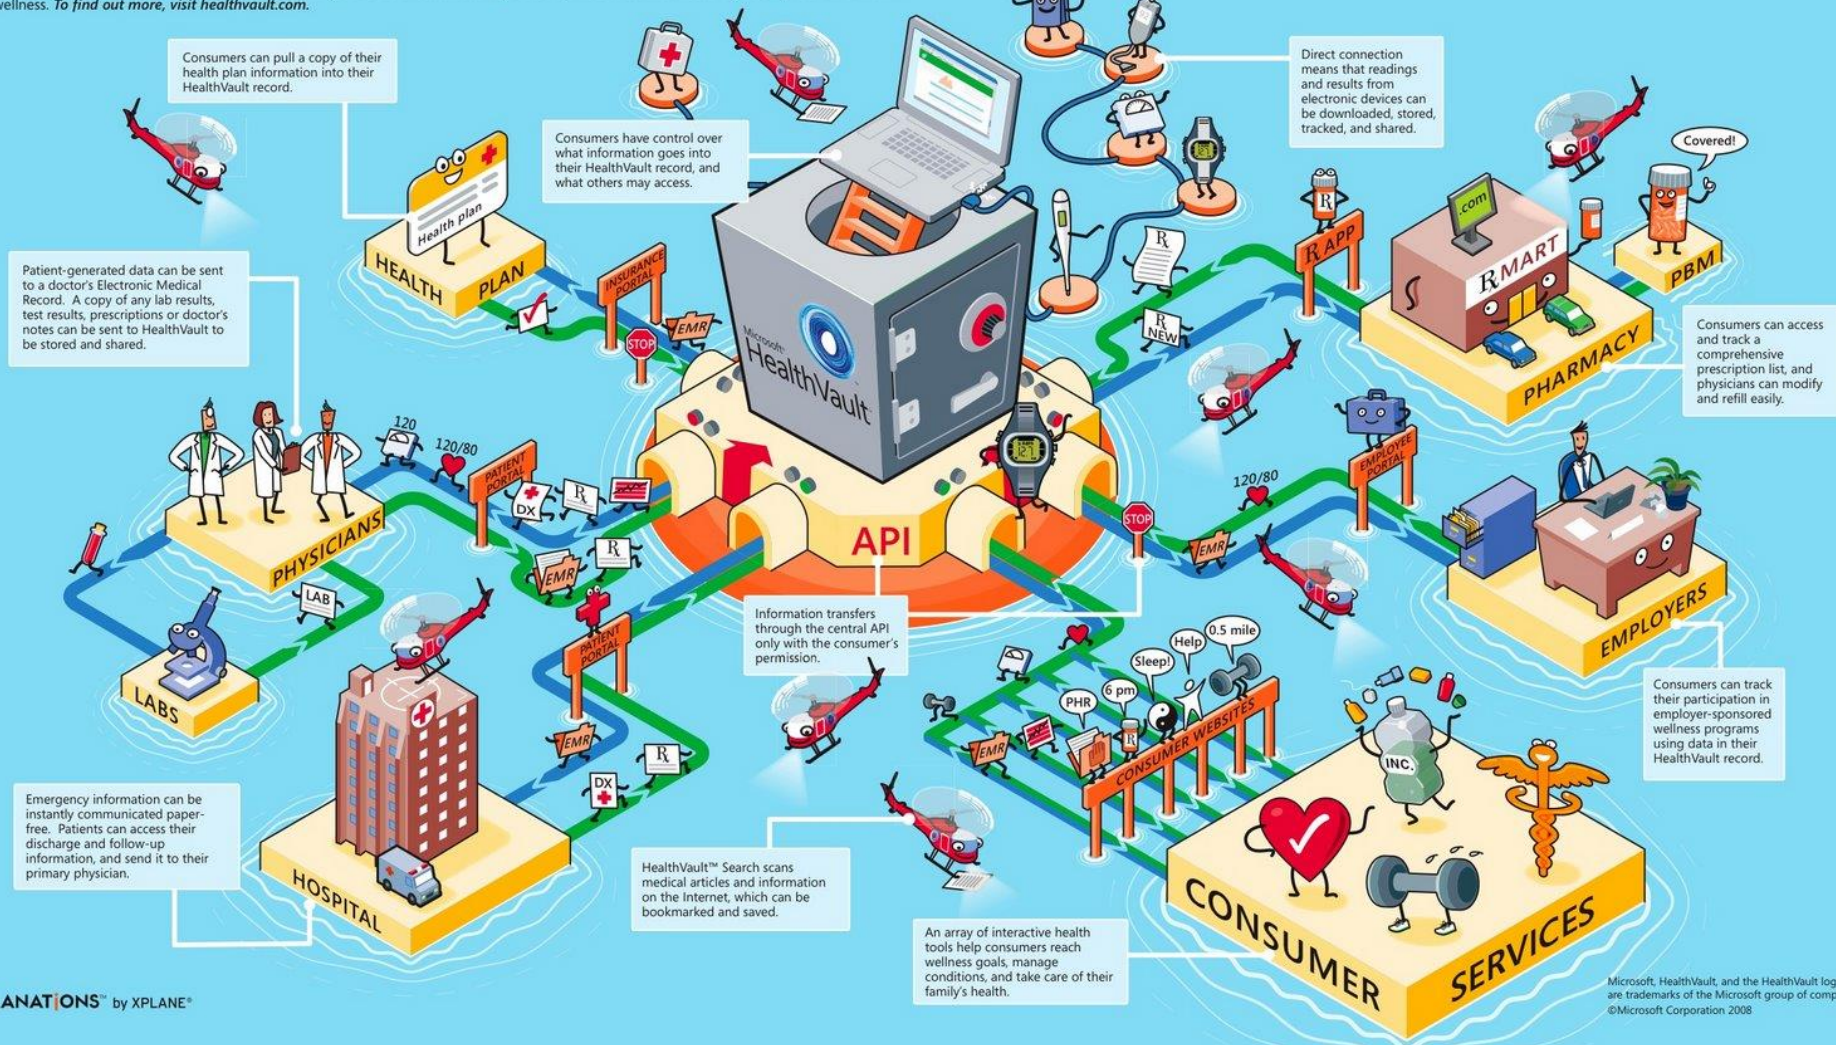 wellness. To find out more, visit healthvault.com.
Consumers can pull a copy of their
health plan information into their
HealthVault record.
Consumers have control over
what information goes into
their HealthVault record, and
what others may access.
Direct connection
means that readings
and results from
electronic devices can
be downloaded, stored,
tracked, and shared.
Covered!
Health plan
HEALTH PLAN
INSURANCE
PORTAL
STOP
EMR
Microsoft
HealthVault
Rx
Rx
NEW
Rx
Rx APP
.com
Rx MART
PBM
PHARMACY
Consumers can access
and track a
comprehensive
prescription list, and
physicians can modify
and refill easily.
Patient-generated data can be sent
to a doctor's Electronic Medical
Record. A copy of any lab results,
test results, prescriptions or doctor's
notes can be sent to HealthVault to
be stored and shared.
120
120/80
PATIENT
PORTAL
DX
Rx
EMR
Rx
PHYSICIANS
LAB
LABS
API
Information transfers
through the central API
only with the consumer's
permission.
STOP
EMR
120/80
EMPLOYEE
PORTAL
EMPLOYERS
Consumers can track
their participation in
employer-sponsored
wellness programs
using data in their
HealthVault record.
PATIENT
PORTAL
EMR
Rx
DX
HOSPITAL
Emergency information can be
instantly communicated paper-
free. Patients can access their
discharge and follow-up
information, and send it to their
primary physician.
HealthVault™ Search scans
medical articles and information
on the Internet, which can be
bookmarked and saved.
EMR
PHR
6 pm
Sleep!
Help
0.5 mile
Rx
CONSUMER WEBSITES
INC.
CONSUMER SERVICES
An array of interactive health
tools help consumers reach
wellness goals, manage
conditions, and take care of their
family's health.
ANATIONS™ by XPLANE®
Microsoft, HealthVault, and the HealthVault log
are trademarks of the Microsoft group of comp
©Microsoft Corporation 2008